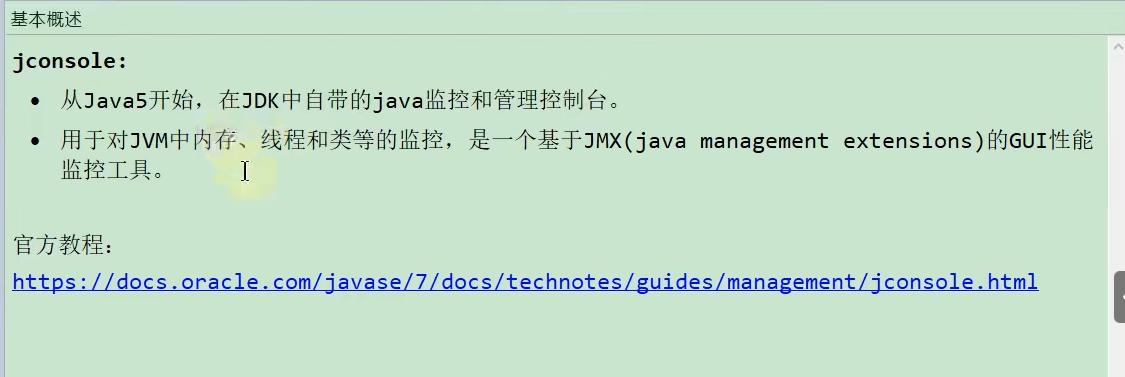 基本概述
jconsole:
• 从Java5开始，在JDK中自带的java监控和管理控制台。
• 用于对JVM中内存、线程和类等的监控，是一个基于JMX(java management extensions)的GUI性能
监控工具。
官方教程：
https://docs.oracle.com/javase/7/docs/technotes/guides/management/jconsole.html